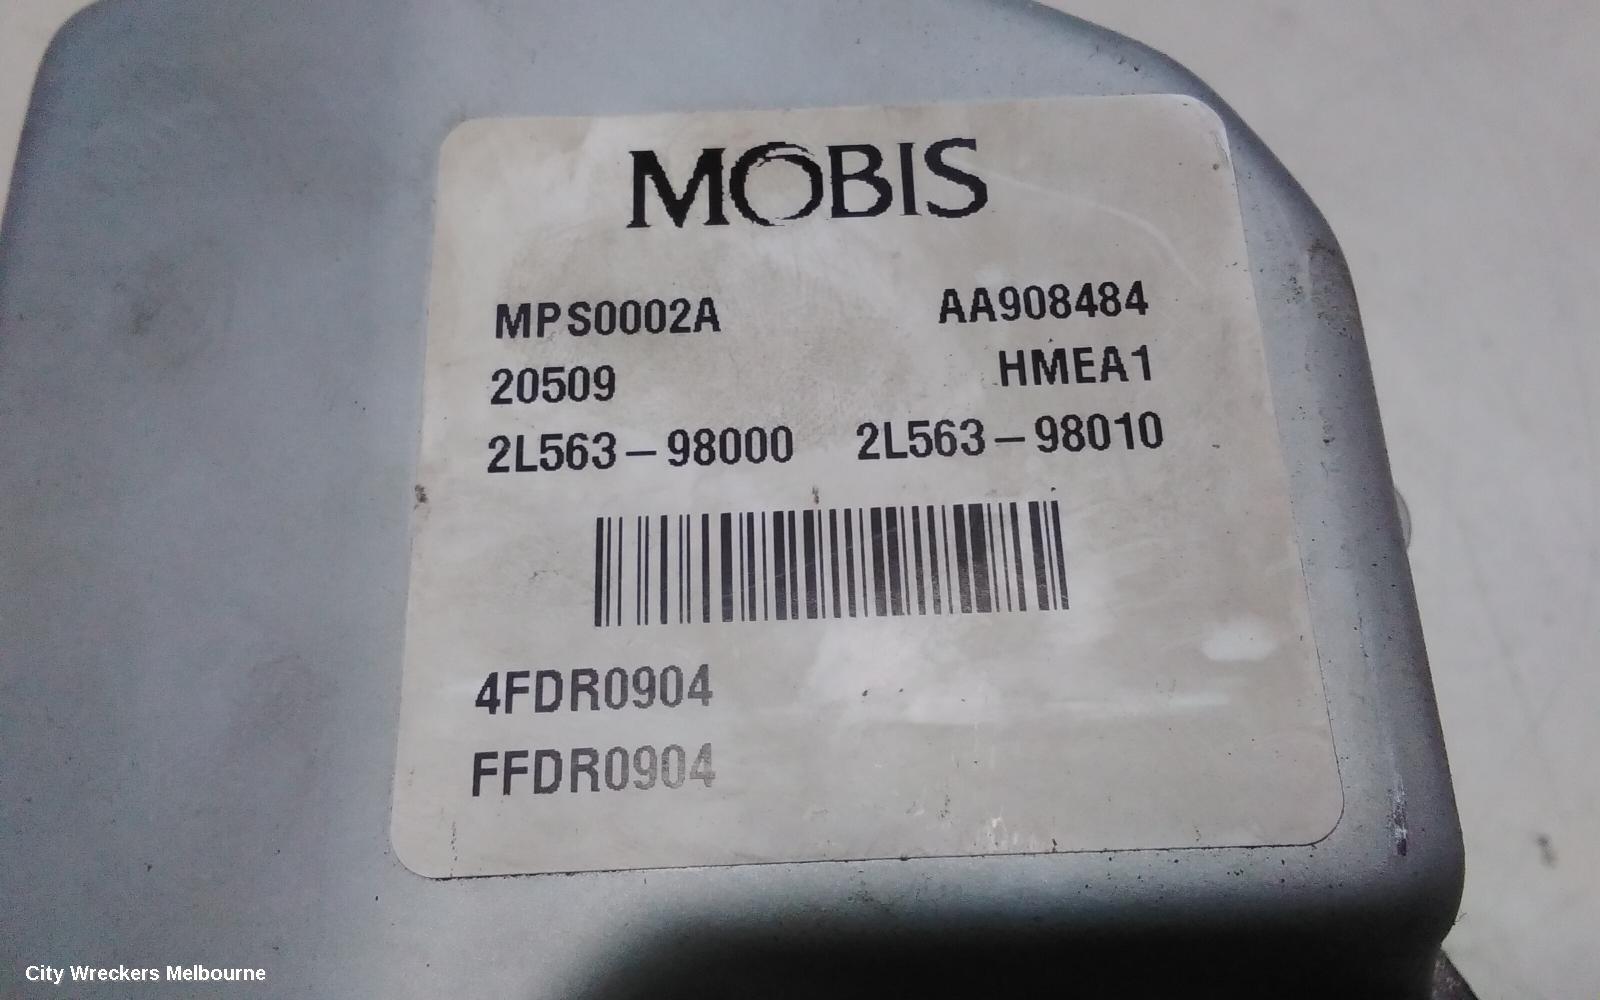 MOBIS
MPS0002A AA908484
20509 HMEA1
2L563-98000 2L563-98010
4FDR0904
FFDR0904
City Wreckers Melbourne